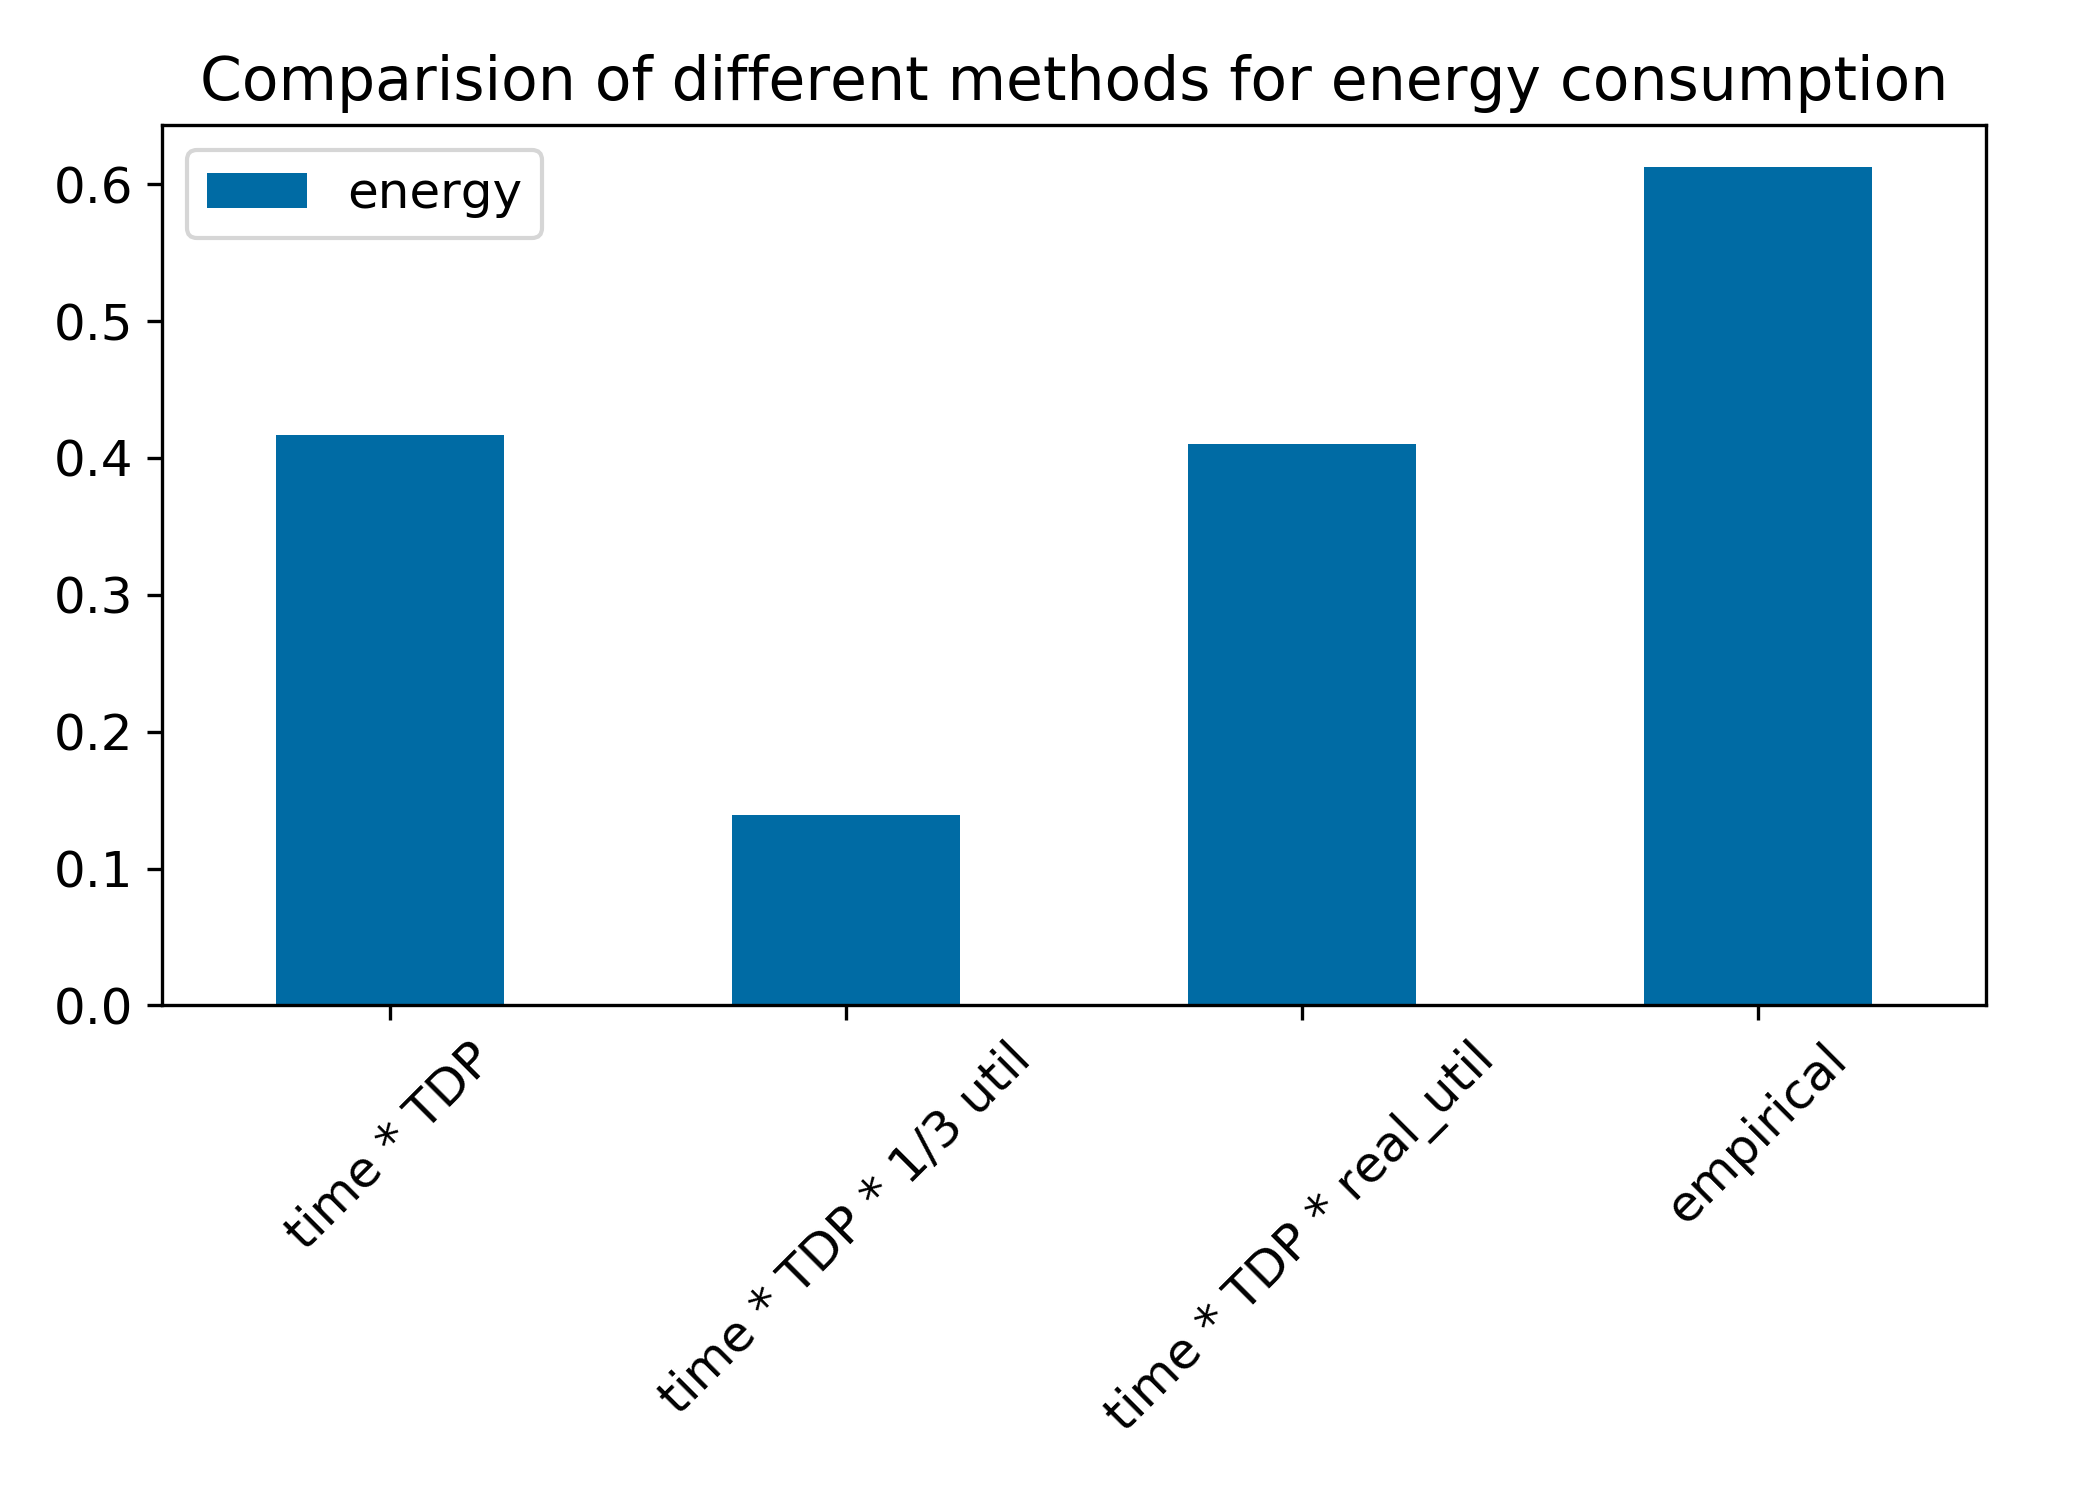 Comparision of different methods for energy consumption
energy
0.6
0.5
0.4
0.3
0.2
0.1
0.0
time * TDP
time * TDP * 1/3 util
time * TDP * real_util
empirical